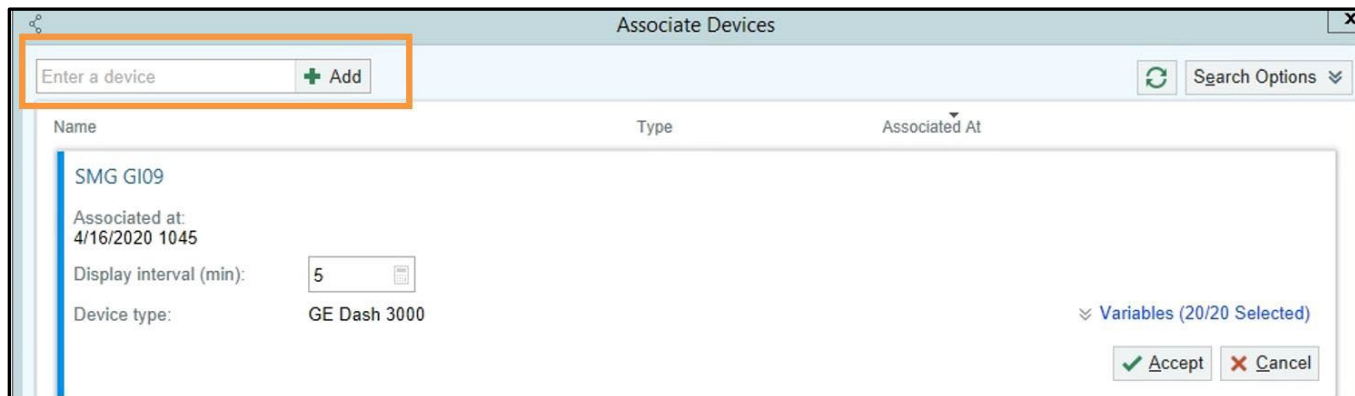 Associate Devices X
Enter a device Add Search Options
Name Type Associated At
SMG GI09
Associated at:
4/16/2020 1045
Display interval (min): 5
Device type: GE Dash 3000 Variables (20/20 Selected)
Accept Cancel